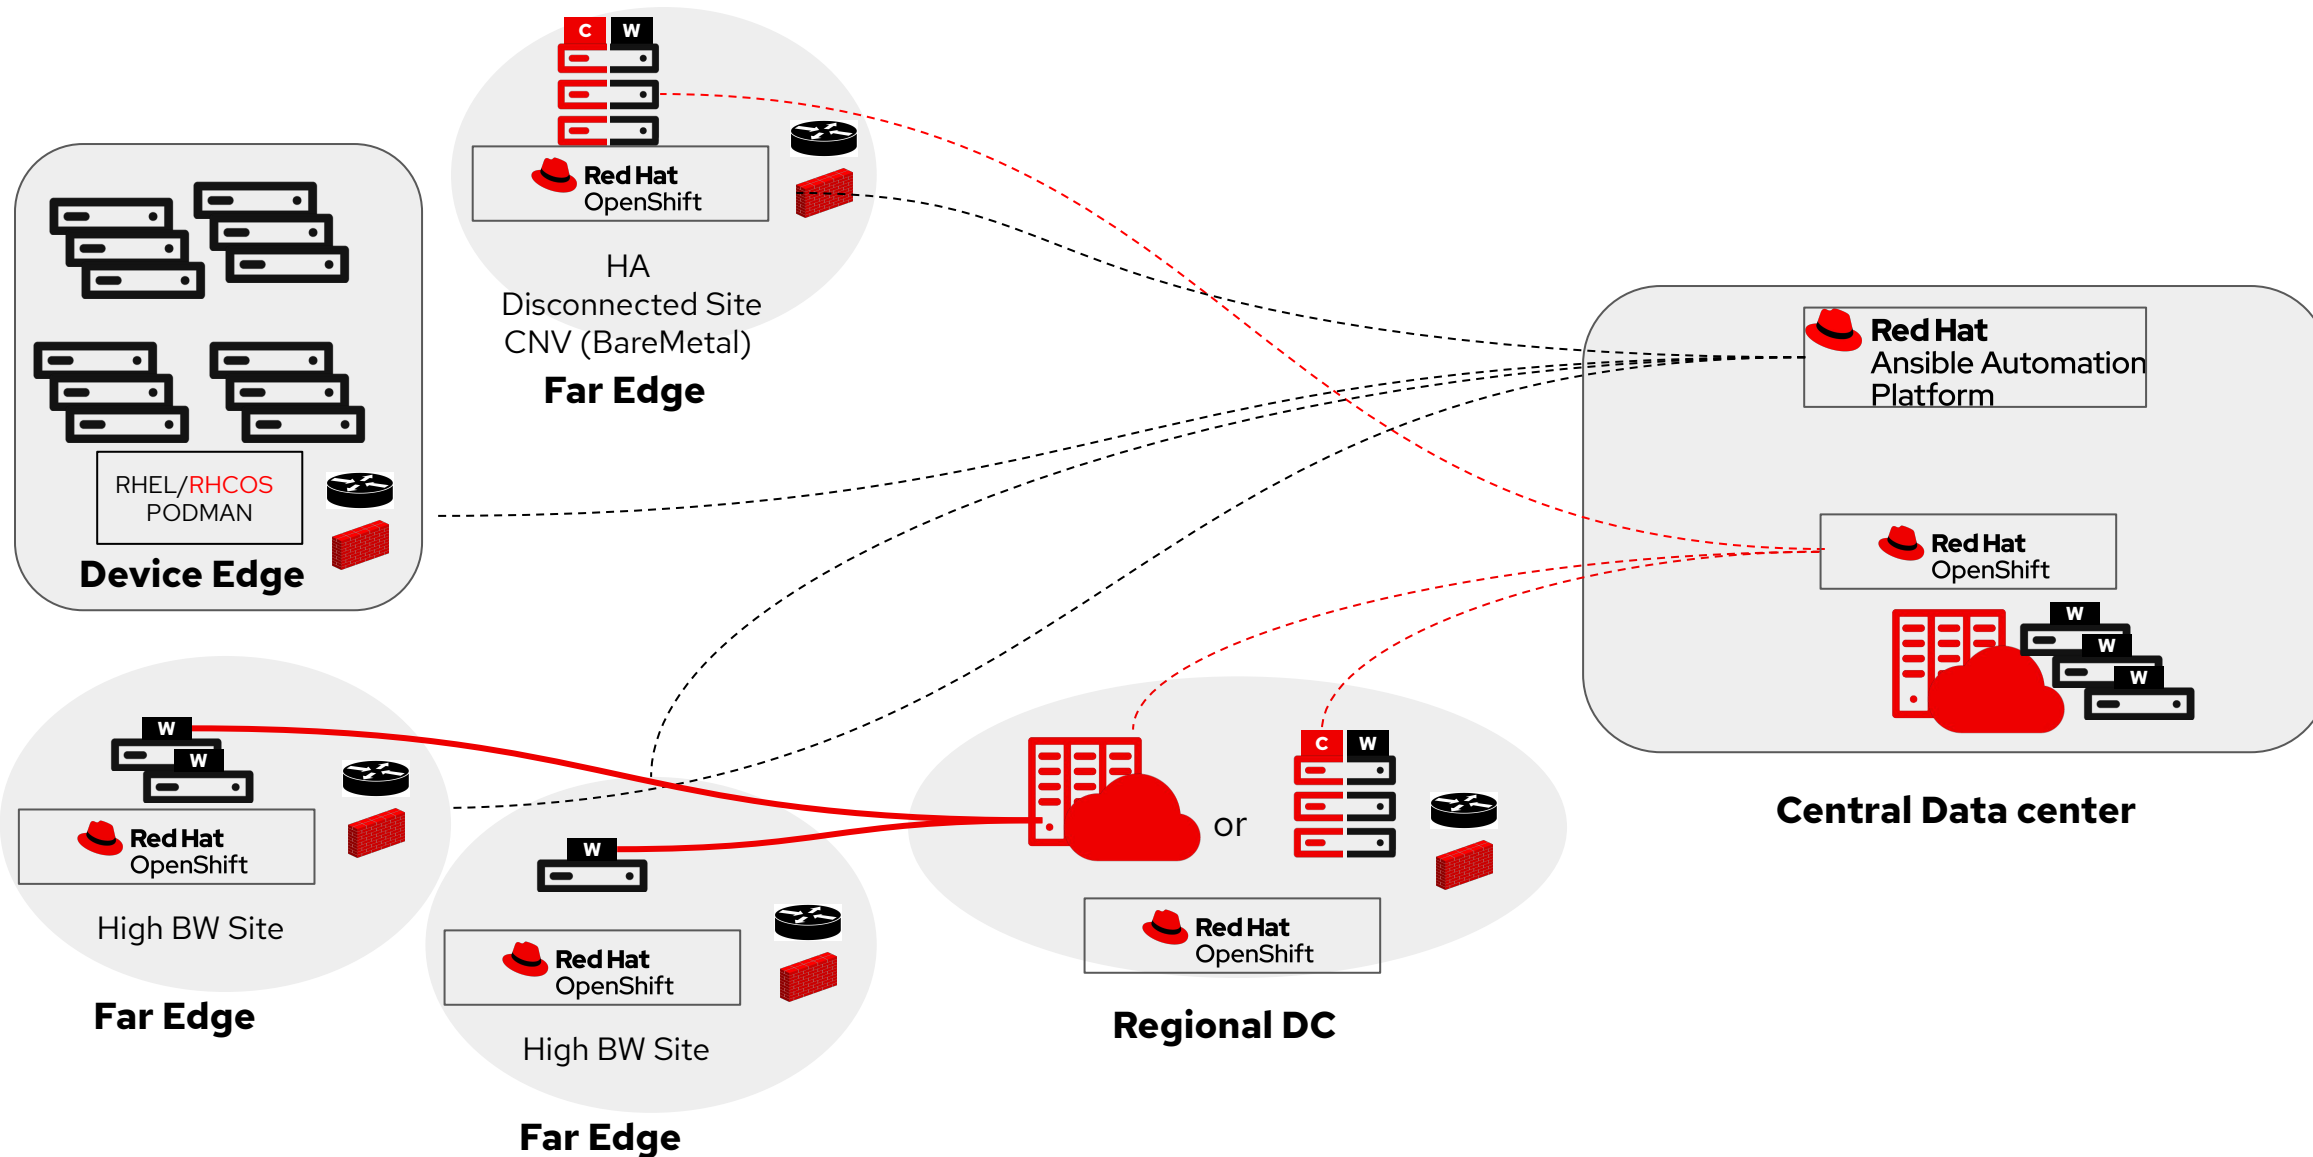 C W
Red Hat
OpenShift
HA
Disconnected Site
CNV (BareMetal)
Far Edge
RHEL/RHCOS
PODMAN
Device Edge
Red Hat
Ansible Automation
Platform
Red Hat
OpenShift
W
W
W
Central Data center
W
W
Red Hat
OpenShift
High BW Site
Far Edge
W
Red Hat
OpenShift
High BW Site
Far Edge
or
C W
Red Hat
OpenShift
Regional DC